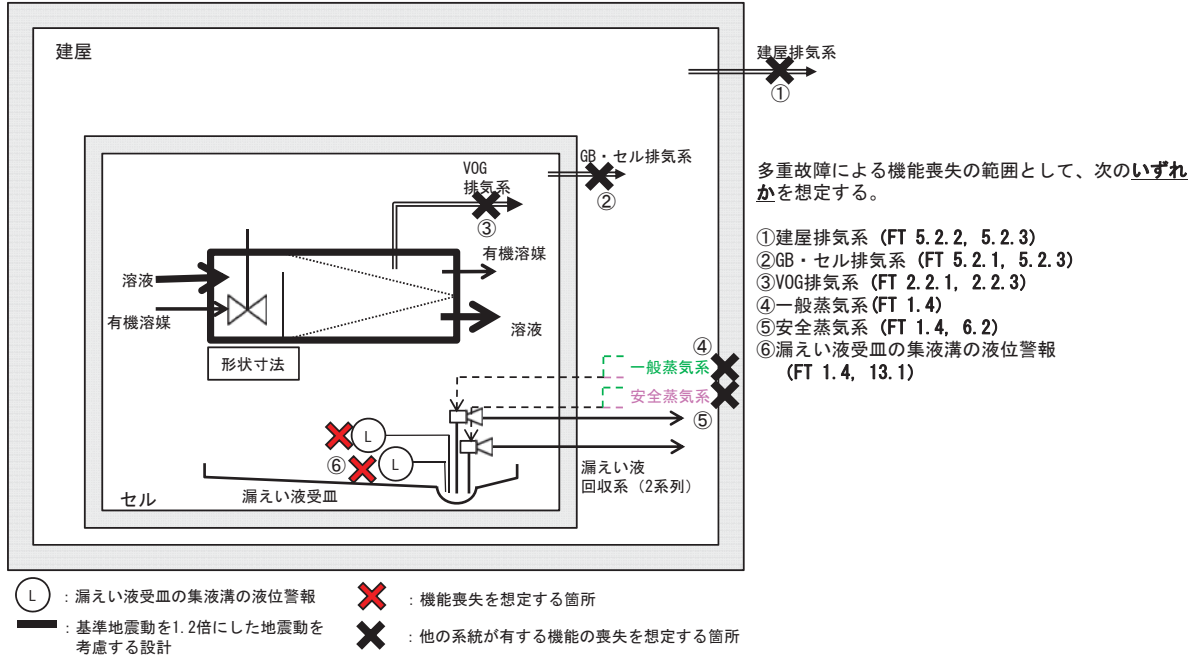 建屋
建屋排気系
①
GB・セル排気系
②
VOG
排気系
③
溶液
有機溶媒
有機溶媒
溶液
形状寸法
④
一般蒸気系
安全蒸気系
⑤
L
⑥
L
漏えい液
回収系（2系列）
セル
漏えい液受皿
多重故障による機能喪失の範囲として、次のいずれ
かを想定する。
①建屋排気系 (FT 5.2.2, 5.2.3)
②GB・セル排気系 (FT 5.2.1, 5.2.3)
③VOG排気系 (FT 2.2.1, 2.2.3)
④一般蒸気系(FT 1.4)
⑤安全蒸気系 (FT 1.4, 6.2)
⑥漏えい液受皿の集液溝の液位警報
(FT 1.4, 13.1)
L ：漏えい液受皿の集液溝の液位警報
：機能喪失を想定する箇所
：基準地震動を1.2倍にした地震動を
考慮する設計
：他の系統が有する機能の喪失を想定する箇所